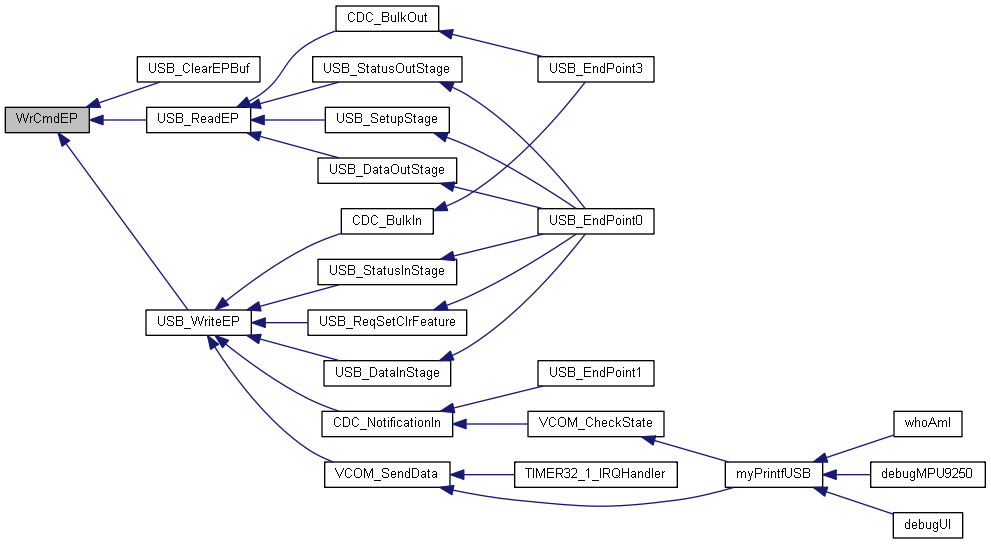 CDC_BulkOut
USB_ClearEPBuf
USB_StatusOutStage
USB_EndPoint3
WrCmdEP
USB_ReadEP
USB_SetupStage
USB_DataOutStage
CDC_BulkIn
USB_EndPoint0
USB_StatusInStage
USB_WriteEP
USB_ReqSetClrFeature
USB_DataInStage
USB_EndPoint1
CDC_NotificationIn
VCOM_CheckState
whoAmI
VCOM_SendData
TIMER32_1_IRQHandler
myPrintfUSB
debugMPU9250
debugUI